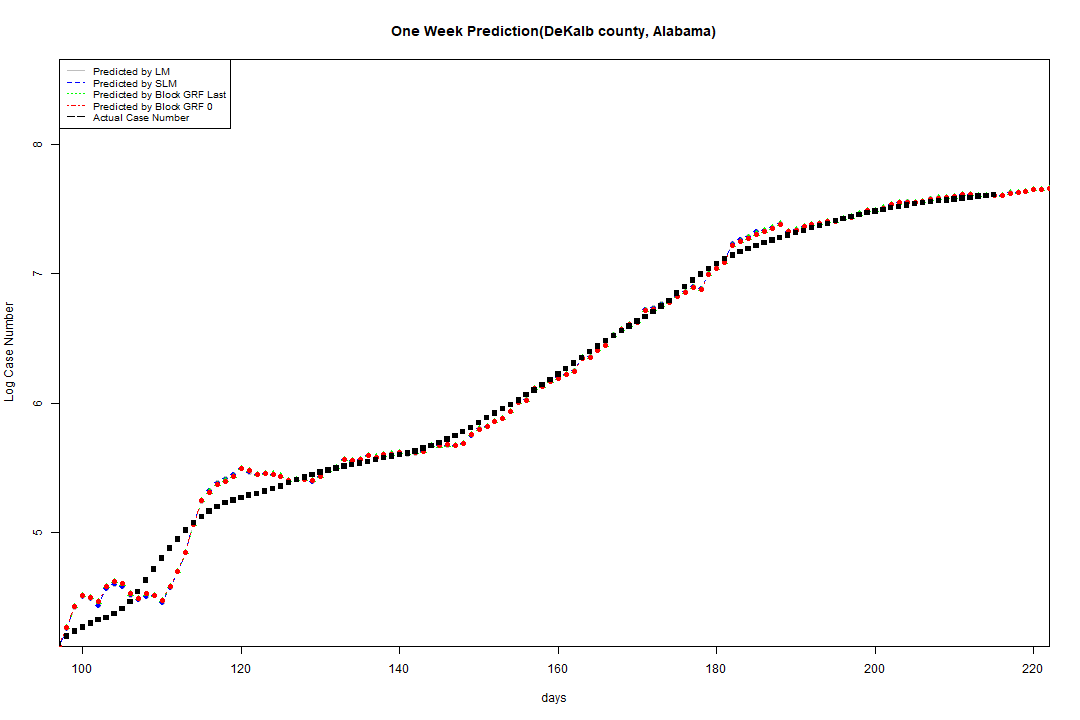 One Week Prediction(DeKalb county, Alabama)
Predicted by LM
Predicted by SLM
Predicted by Block GRF Last
Predicted by Block GRF 0
Actual Case Number
8
7
6
5
Log Case Number
100 120 140 160 180 200 220
days